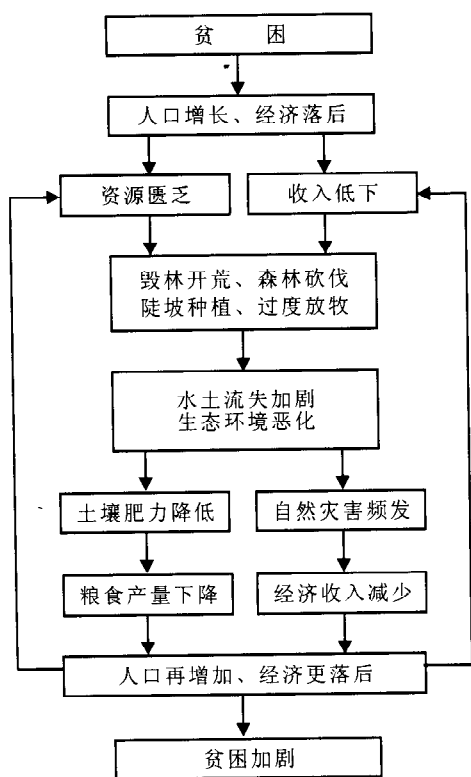 贫 困
人口增长、经济落后
资源匮乏
收入低下
毁林开荒、森林砍伐
陡坡种植、过度放牧
水土流失加剧
生态环境恶化
土壤肥力降低
自然灾害频发
粮食产量下降
经济收入减少
人口再增加、经济更落后
贫困加剧